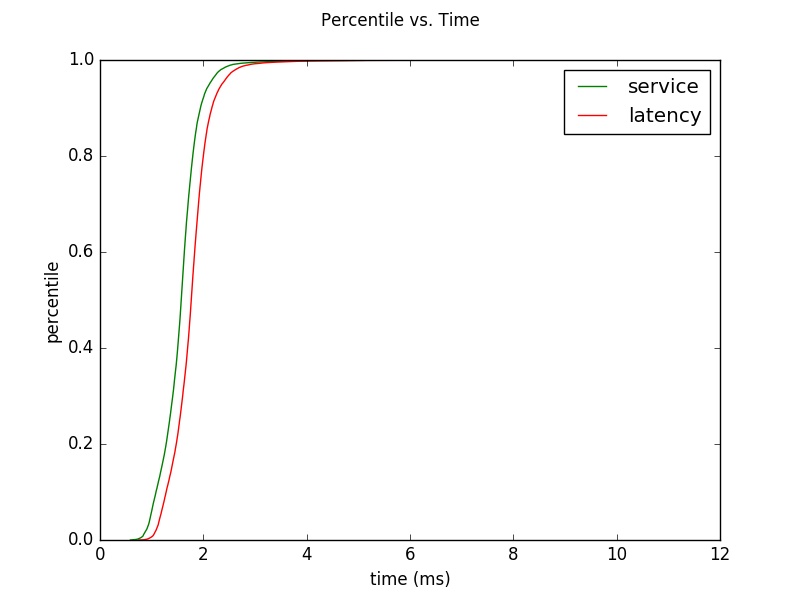 Percentile vs. Time
1.0
service
latency
0.8
0.6
percentile
0.4
0.2
0.0
0 2 4 6 8 10 12
time (ms)